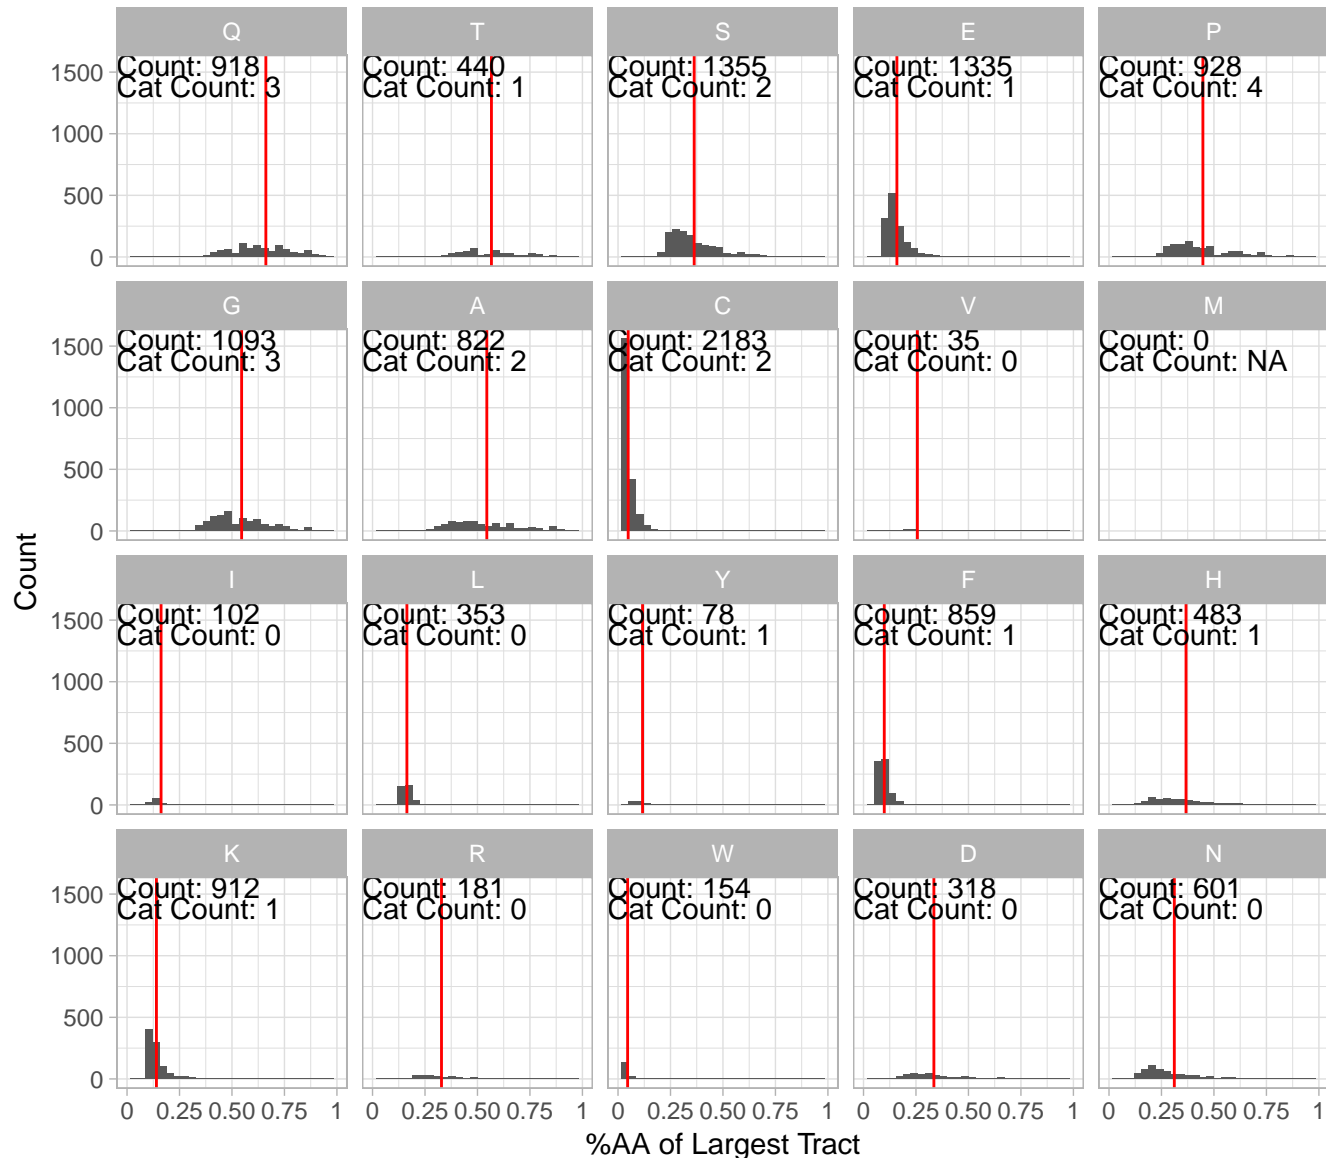 Q T S E P
Count: 918 Count: 440 Count: 1355 Count: 1335 Count: 928
Cat Count: 3 Cat Count: 1 Cat Count: 2 Cat Count: 1 Cat Count: 4
1500
1000
500
0
G A C V M
Count: 1093 Count: 822 Count: 2183 Count: 35 Count: 0
Cat Count: 3 Cat Count: 2 Cat Count: 2 Cat Count: 0 Cat Count: NA
1500
1000
500
0
Count
I L Y F H
Count: 102 Count: 353 Count: 78 Count: 859 Count: 483
Cat Count: 0 Cat Count: 0 Cat Count: 1 Cat Count: 1 Cat Count: 1
1500
1000
500
0
K R W D N
Count: 912 Count: 181 Count: 154 Count: 318 Count: 601
Cat Count: 1 Cat Count: 0 Cat Count: 0 Cat Count: 0 Cat Count: 0
1500
1000
500
0
0 0.25 0.50 0.75 1 0 0.25 0.50 0.75 1 0 0.25 0.50 0.75 1 0 0.25 0.50 0.75 1 0 0.25 0.50 0.75 1
%AA of Largest Tract